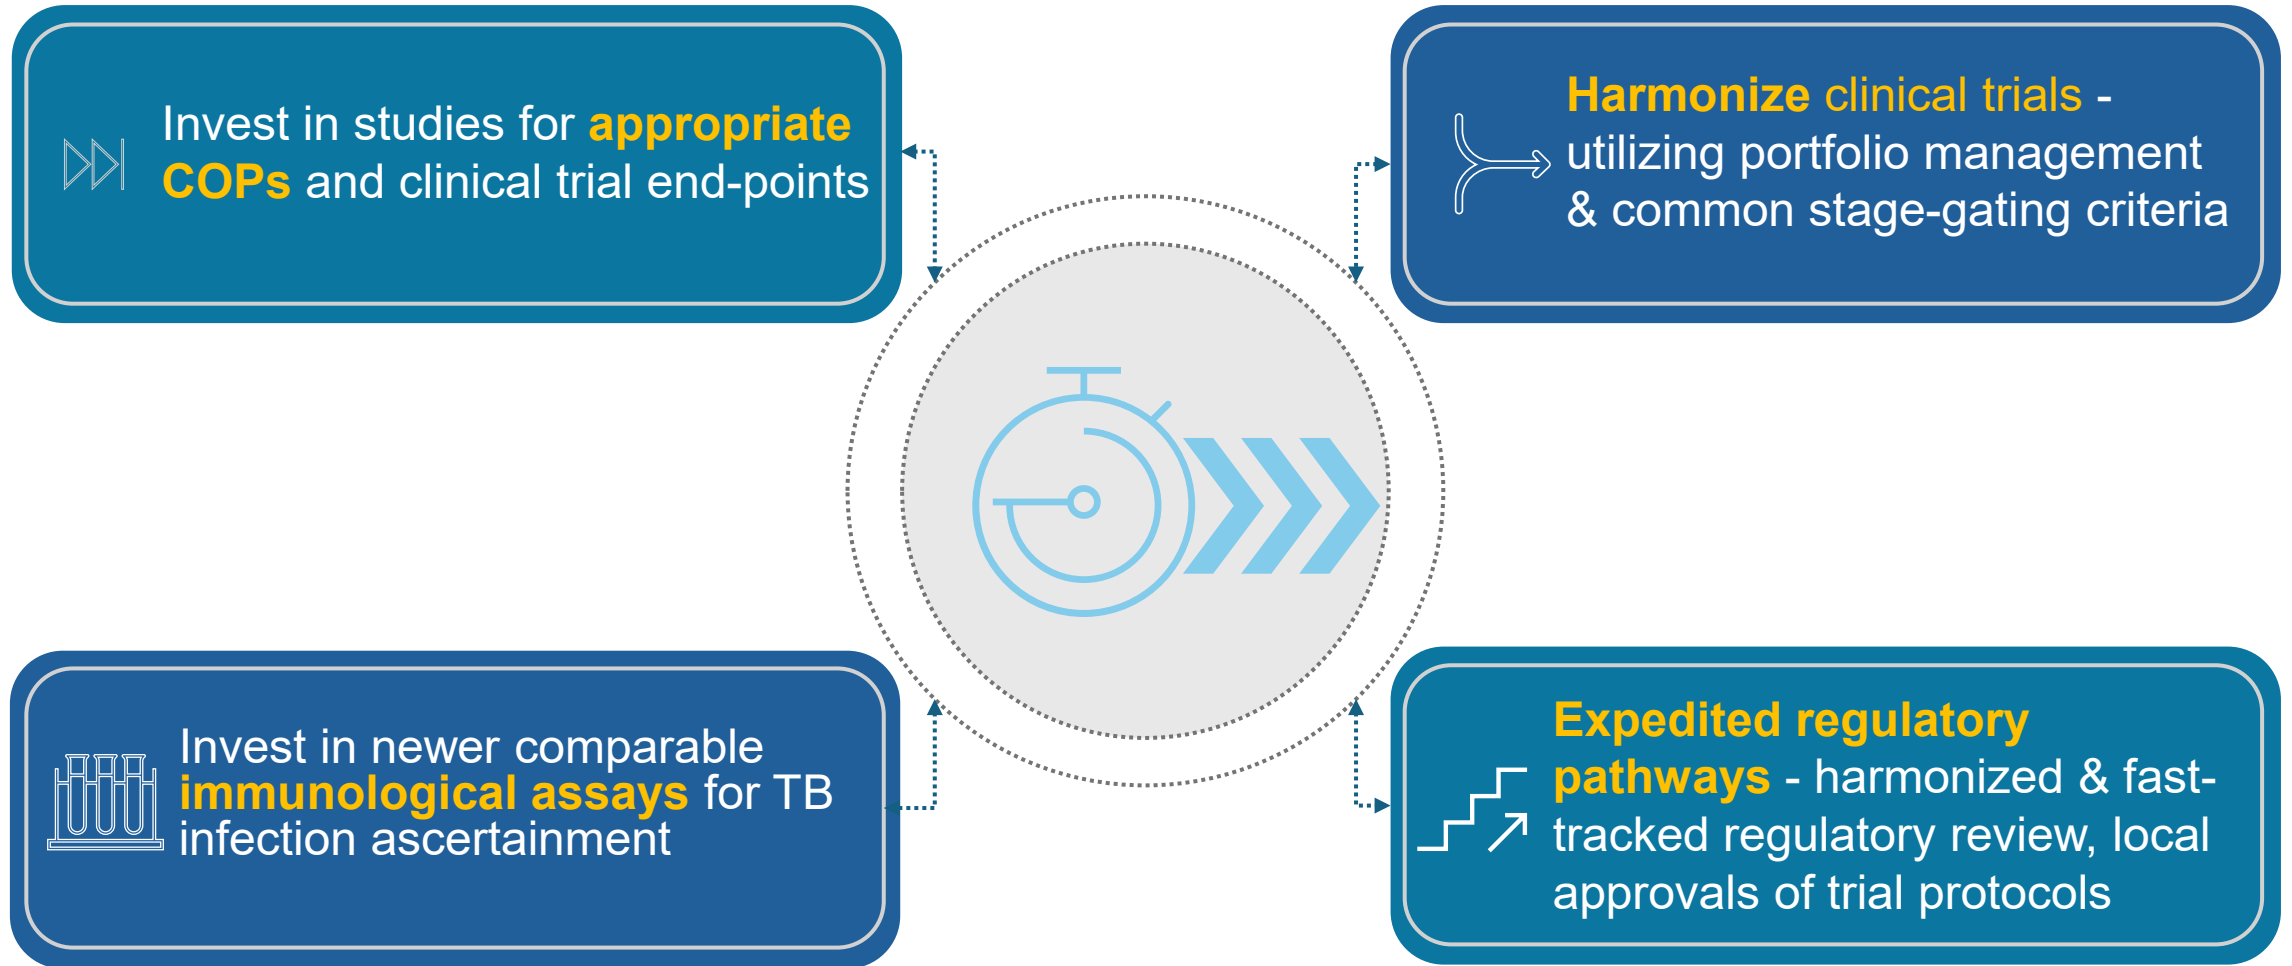 Invest in studies for appropriate
COPs and clinical trial end-points
Harmonize clinical trials -
utilizing portfolio management
& common stage-gating criteria
Invest in newer comparable
immunological assays for TB
infection ascertainment
Expedited regulatory
pathways - harmonized & fast-
tracked regulatory review, local
approvals of trial protocols